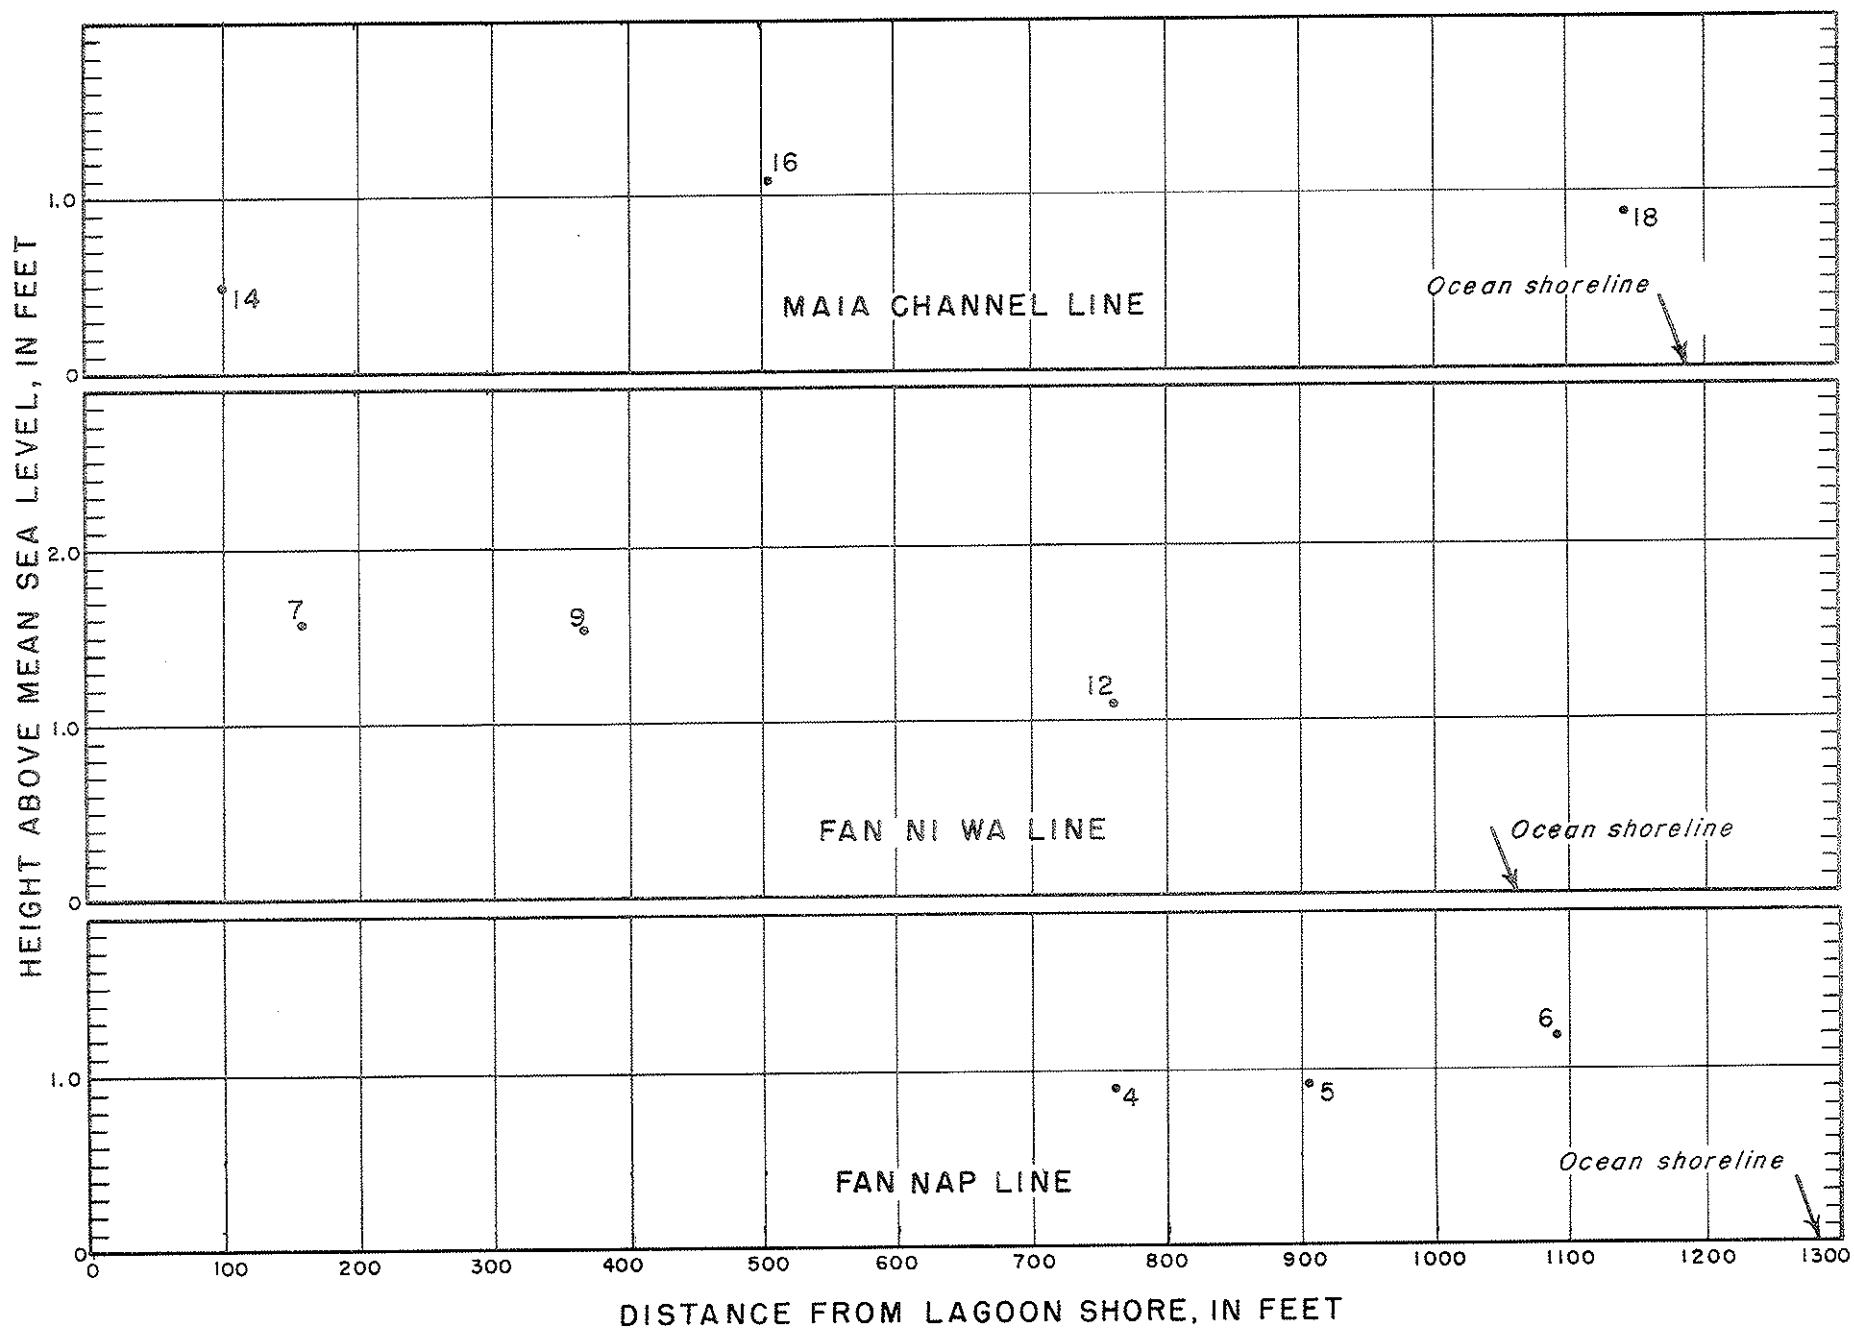 HEIGHT ABOVE MEAN SEA LEVEL, IN FEET
16
1.0
18
14
Ocean shoreline
MAIA CHANNEL LINE
0
2.0
7
9
12
1.0
FAN NI WA LINE
Ocean shoreline
0
6
1.0
4
5
Ocean shoreline
FAN NAP LINE
0
0 100 200 300 400 500 600 700 800 900 1000 1100 1200 1300
DISTANCE FROM LAGOON SHORE, IN FEET